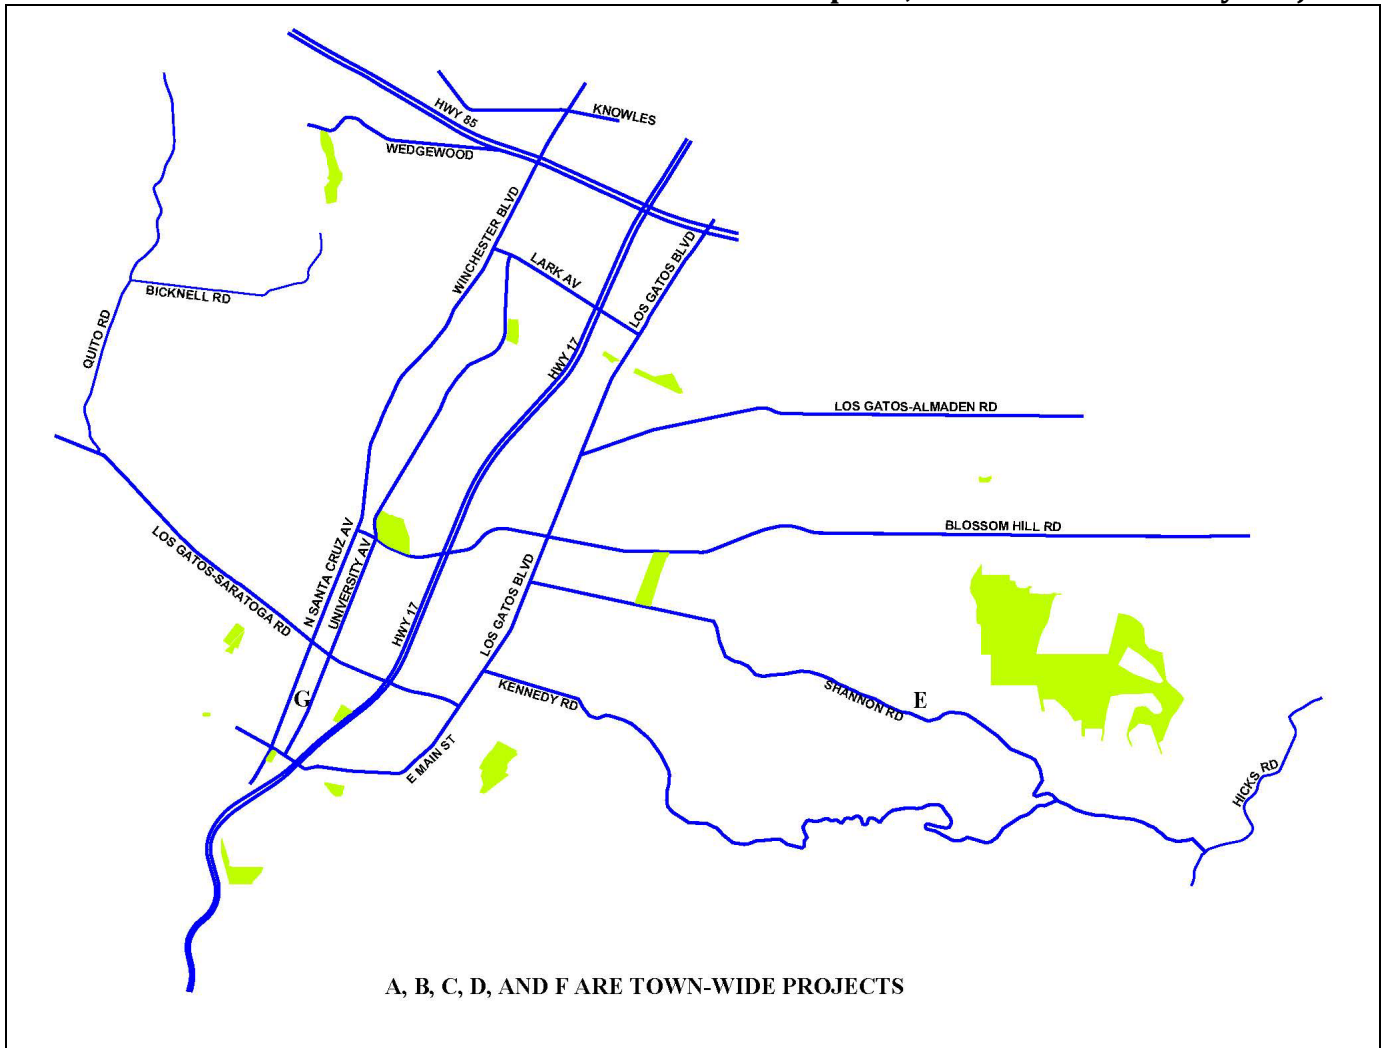 HWY 85
KNOWLES
WEDGEWOOD
WINCHESTER BLVD
LARK AV
LOS GATOS BLVD
BICKNELL RD
QUITO RD
HWY 17
LOS GATOS-ALMADEN RD
BLOSSOM HILL RD
LOS GATOS-SARATOGA RD
N SANTA CRUZ AV
UNIVERSITY AV
HWY 17
LOS GATOS BLVD
KENNEDY RD
SHANNON RD
E
G
E MAIN ST
HICKS RD
A, B, C, D, AND F ARE TOWN-WIDE PROJECTS